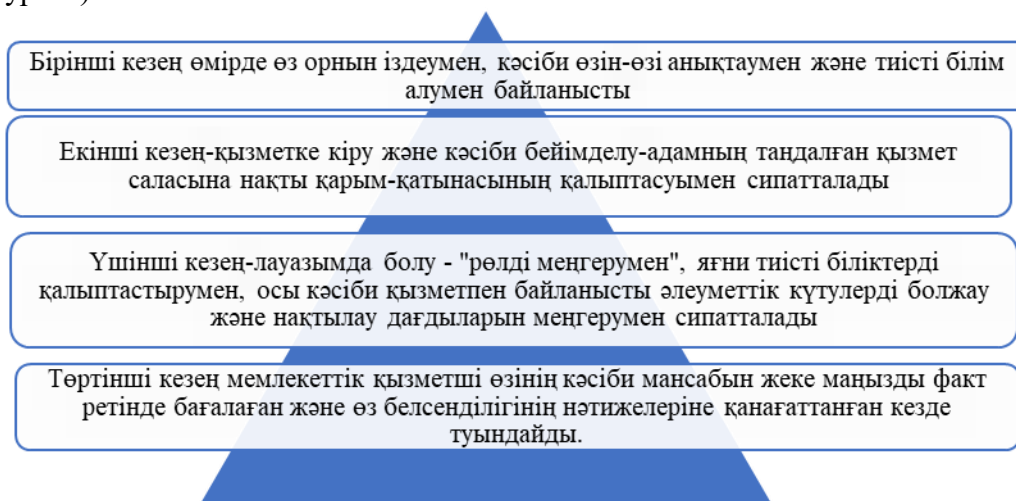 Бірінші кезең өмірде өз орнын іздеумен, кәсіби өзін-өзі анықтаумен және тиісті білім
алумен байланысты
Екінші кезең-қызметке кіру және кәсіби бейімделу-адамның таңдалған қызмет
саласына нақты қарым-қатынасының қалыптасуымен сипатталады
Үшінші кезең-лауазымда болу - "рөлді меңгерумен", яғни тиісті біліктерді
қалыптастырумен, осы кәсіби қызметпен байланысты әлеуметтік күтулерді болжау
және нақтылау дағдыларын меңгерумен сипатталады
Төртінші кезең мемлекеттік қызметші өзінің кәсіби мансабын жеке маңызды факт
ретінде бағалаған және өз белсенділігінің нәтижелеріне қанағаттанған кезде
туындайды.